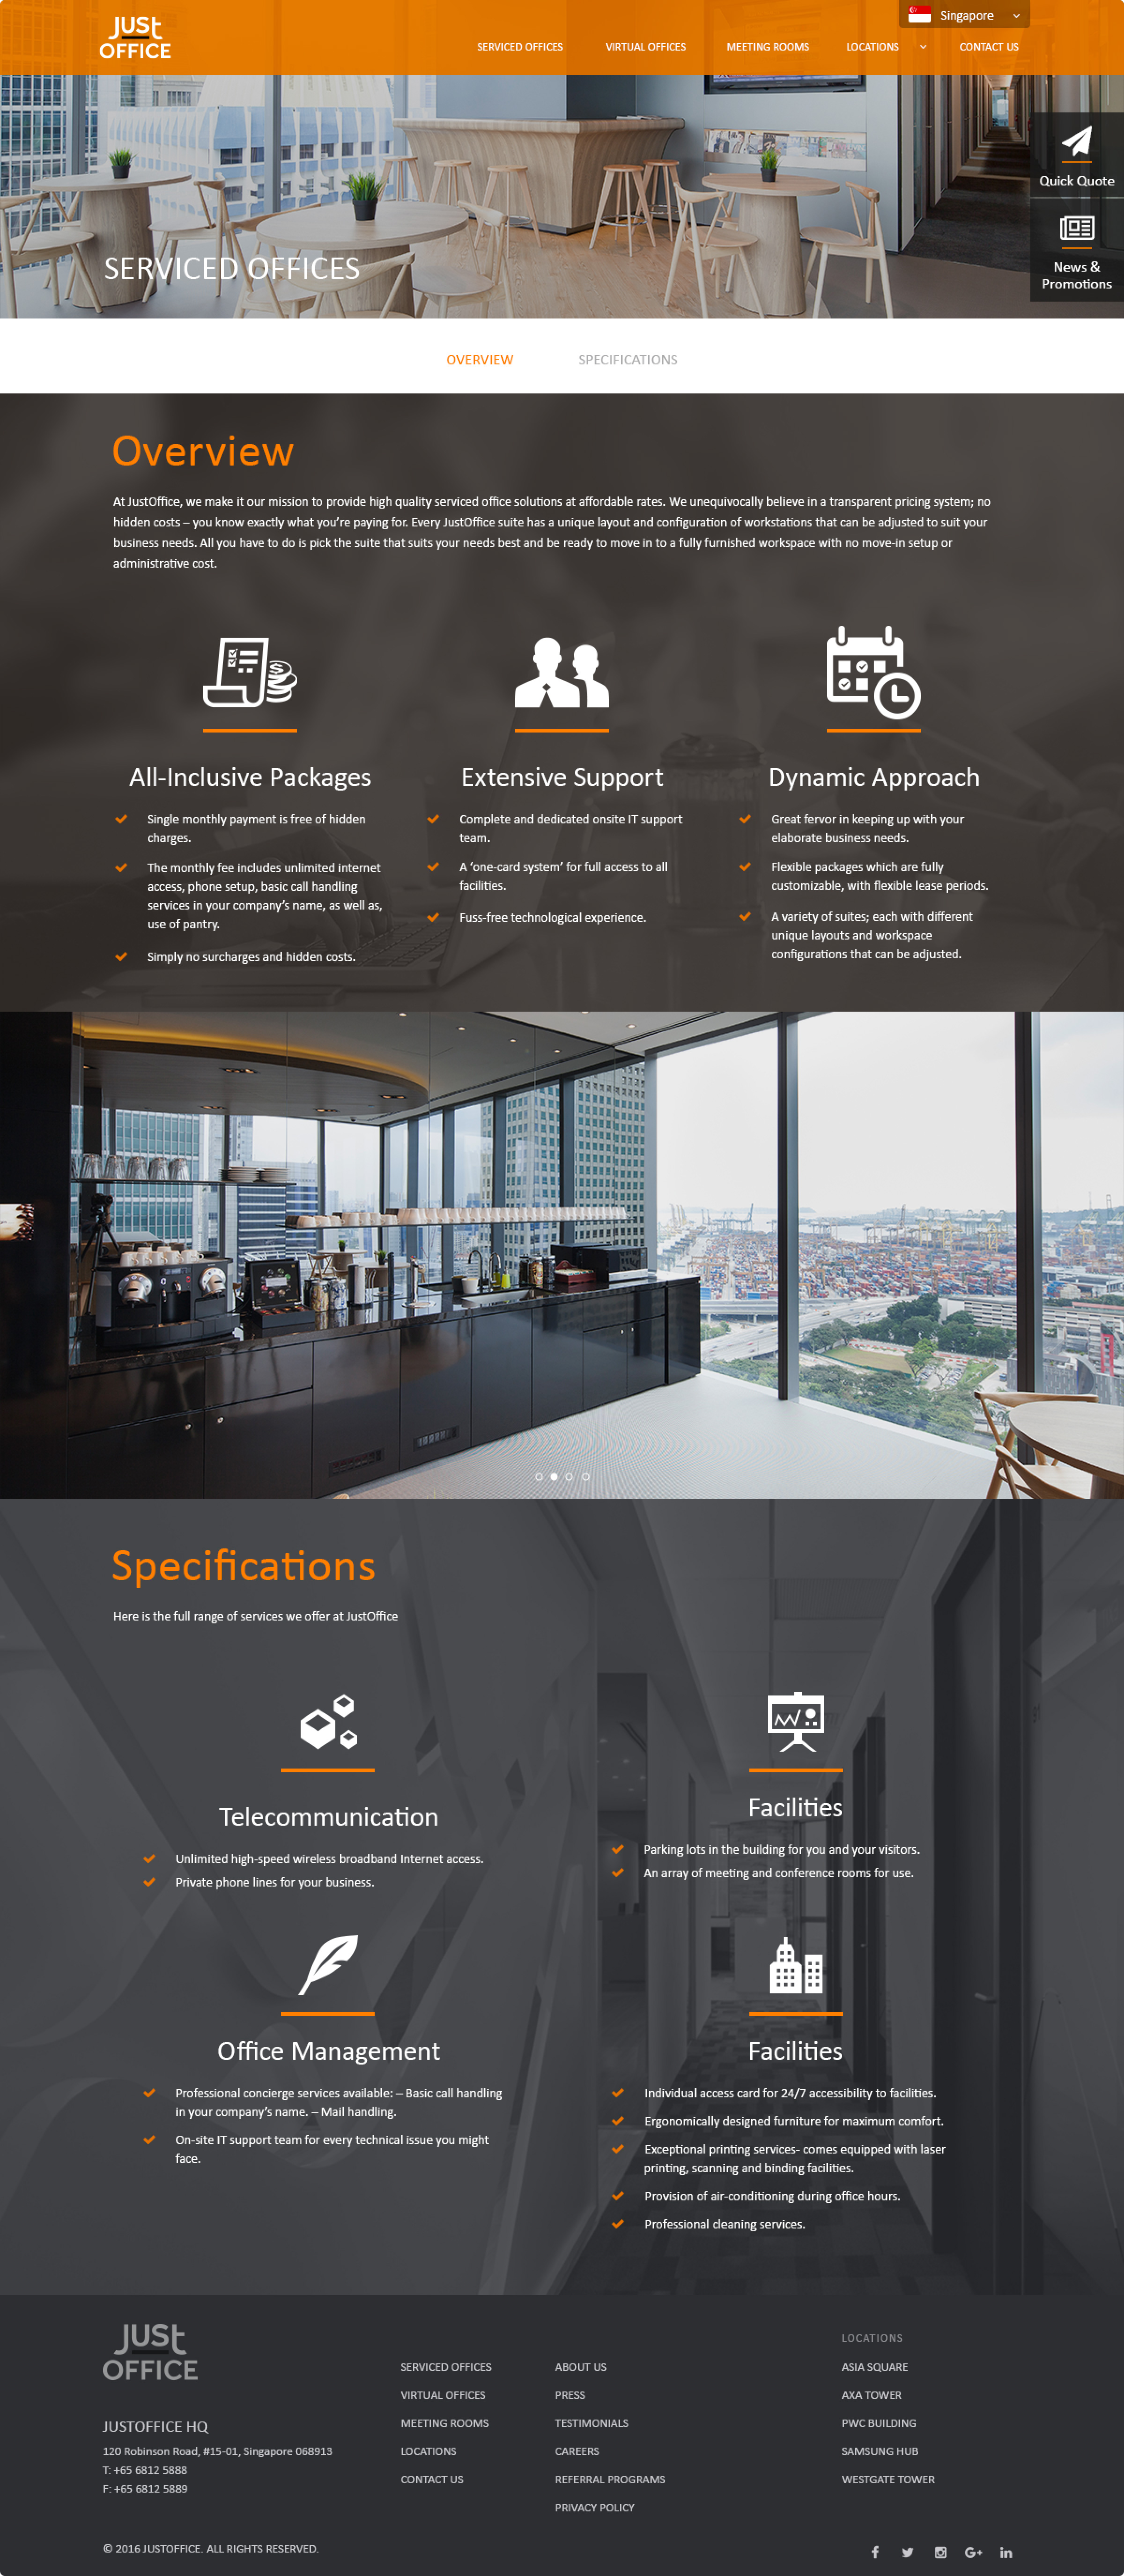 JUST
OFFICE
Singapore
SERVICED OFFICES
VIRTUAL OFFICES
MEETING ROOMS
LOCATIONS
CONTACT US
Quick Quote
News &
Promotions
SERVICED OFFICES
OVERVIEW
SPECIFICATIONS
Overview
At JustOffice, we make it our mission to provide high quality serviced office solutions at affordable rates. We unequivocally believe in a transparent pricing system; no
hidden costs – you know exactly what you’re paying for. Every JustOffice suite has a unique layout and configuration of workstations that can be adjusted to suit your
business needs. All you have to do is pick the suite that suits your needs best and be ready to move in to a fully furnished workspace with no move-in setup or
administrative cost.
All-Inclusive Packages
Single monthly payment is free of hidden
charges.
The monthly fee includes unlimited internet
access, phone setup, basic call handling
services in your company’s name, as well as,
use of pantry.
Simply no surcharges and hidden costs.
Extensive Support
Complete and dedicated onsite IT support
team.
A ‘one-card system’ for full access to all
facilities.
Fuss-free technological experience.
Dynamic Approach
Great fervor in keeping up with your
elaborate business needs.
Flexible packages which are fully
customizable, with flexible lease periods.
A variety of suites; each with different
unique layouts and workspace
configurations that can be adjusted.
Specifications
Here is the full range of services we offer at JustOffice
Telecommunication
Unlimited high-speed wireless broadband Internet access.
Private phone lines for your business.
Facilities
Parking lots in the building for you and your visitors.
An array of meeting and conference rooms for use.
Office Management
Professional concierge services available: – Basic call handling
in your company’s name. – Mail handling.
On-site IT support team for every technical issue you might
face.
Facilities
Individual access card for 24/7 accessibility to facilities.
Ergonomically designed furniture for maximum comfort.
Exceptional printing services- comes equipped with laser
printing, scanning and binding facilities.
Provision of air-conditioning during office hours.
Professional cleaning services.
JUST
OFFICE
JUSTOFFICE HQ
120 Robinson Road, #15-01, Singapore 068913
T: +65 6812 5888
F: +65 6812 5889
SERVICED OFFICES
VIRTUAL OFFICES
MEETING ROOMS
LOCATIONS
CONTACT US
ABOUT US
PRESS
TESTIMONIALS
CAREERS
REFERRAL PROGRAMS
PRIVACY POLICY
LOCATIONS
ASIA SQUARE
AXA TOWER
PWC BUILDING
SAMSUNG HUB
WESTGATE TOWER
© 2016 JUSTOFFICE. ALL RIGHTS RESERVED.